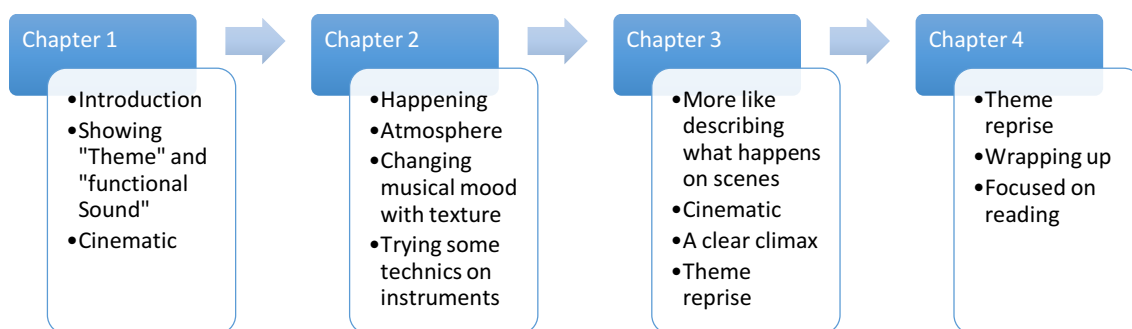 Chapter 1
•Introduction
•Showing
"Theme" and
"functional
Sound"
•Cinematic
Chapter 2
•Happening
•Atmosphere
•Changing
musical mood
with texture
•Trying some
technics on
instruments
Chapter 3
•More like
describing
what happens
on scenes
•Cinematic
•A clear climax
•Theme
reprise
Chapter 4
•Theme
reprise
•Wrapping up
•Focused on
reading